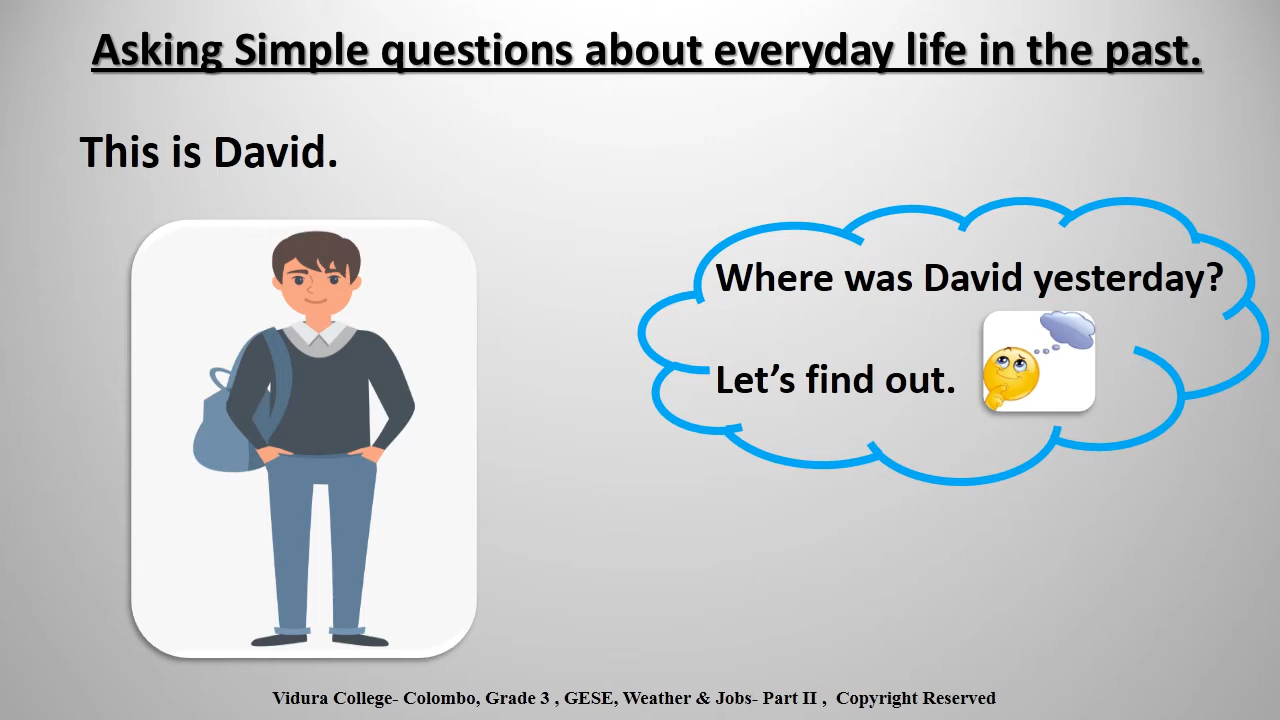 Asking Simple questions about everyday life in the past.
This is David.
Where was David yesterday?
Let’s find out.
Vidura College- Colombo, Grade 3 , GESE, Weather & Jobs- Part II ,  Copyright Reserved